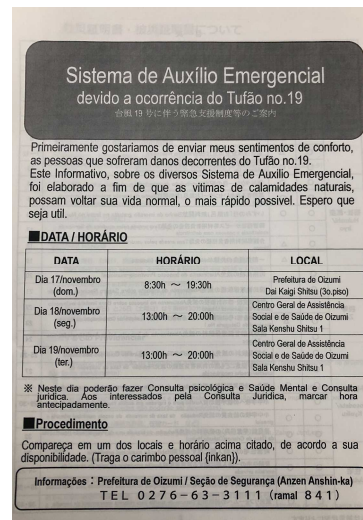 Sistema de Auxílio Emergencial
devido a ocorrência do Tufão no.19
台風 19 号に伴う緊急支援制度等のご案内
Primeiramente gostariamos de enviar meus sentimentos de conforto,
as pessoas que sofreram danos decorrentes do Tufão no.19.
Este Informativo, sobre os diversos Sistema de Auxilio Emergencial,
foi elaborado a fim de que as vitimas de calamidades naturais,
possam voltar sua vida normal, o mais rápido possivel. Espero que
seja util.
■DATA / HORÁRIO
DATA HORÁRIO LOCAL
Dia 17/novembro
(dom.)
8:30h ～ 19:30h
Prefeitura de Oizumi
Dai Kaigi Shitsu (3o.piso)
Dia 18/novembro
(seg.)
13:00h ～ 20:00h
Centro Geral de Assistência
Social e de Saúde de Oizumi
Sala Kenshu Shitsu 1
Dia 19/novembro
(ter.)
13:00h ～ 20:00h
Centro Geral de Assistência
Social e de Saúde de Oizumi
Sala Kenshu Shitsu 1
※ Neste dia poderão fazer Consulta psicológica e Saúde Mental e Consulta
juridica. Aos interessados pela Consulta Juridica, marcar hora
antecipadamente.
■Procedimento
Compareça em um dos locais e horário acima citado, de acordo a sua
disponibilidade. (Traga o carimbo pessoal {inkan}).
Informações : Prefeitura de Oizumi / Seção de Segurança (Anzen Anshin-ka)
TEL 0276-63-3111 (ramal 841)